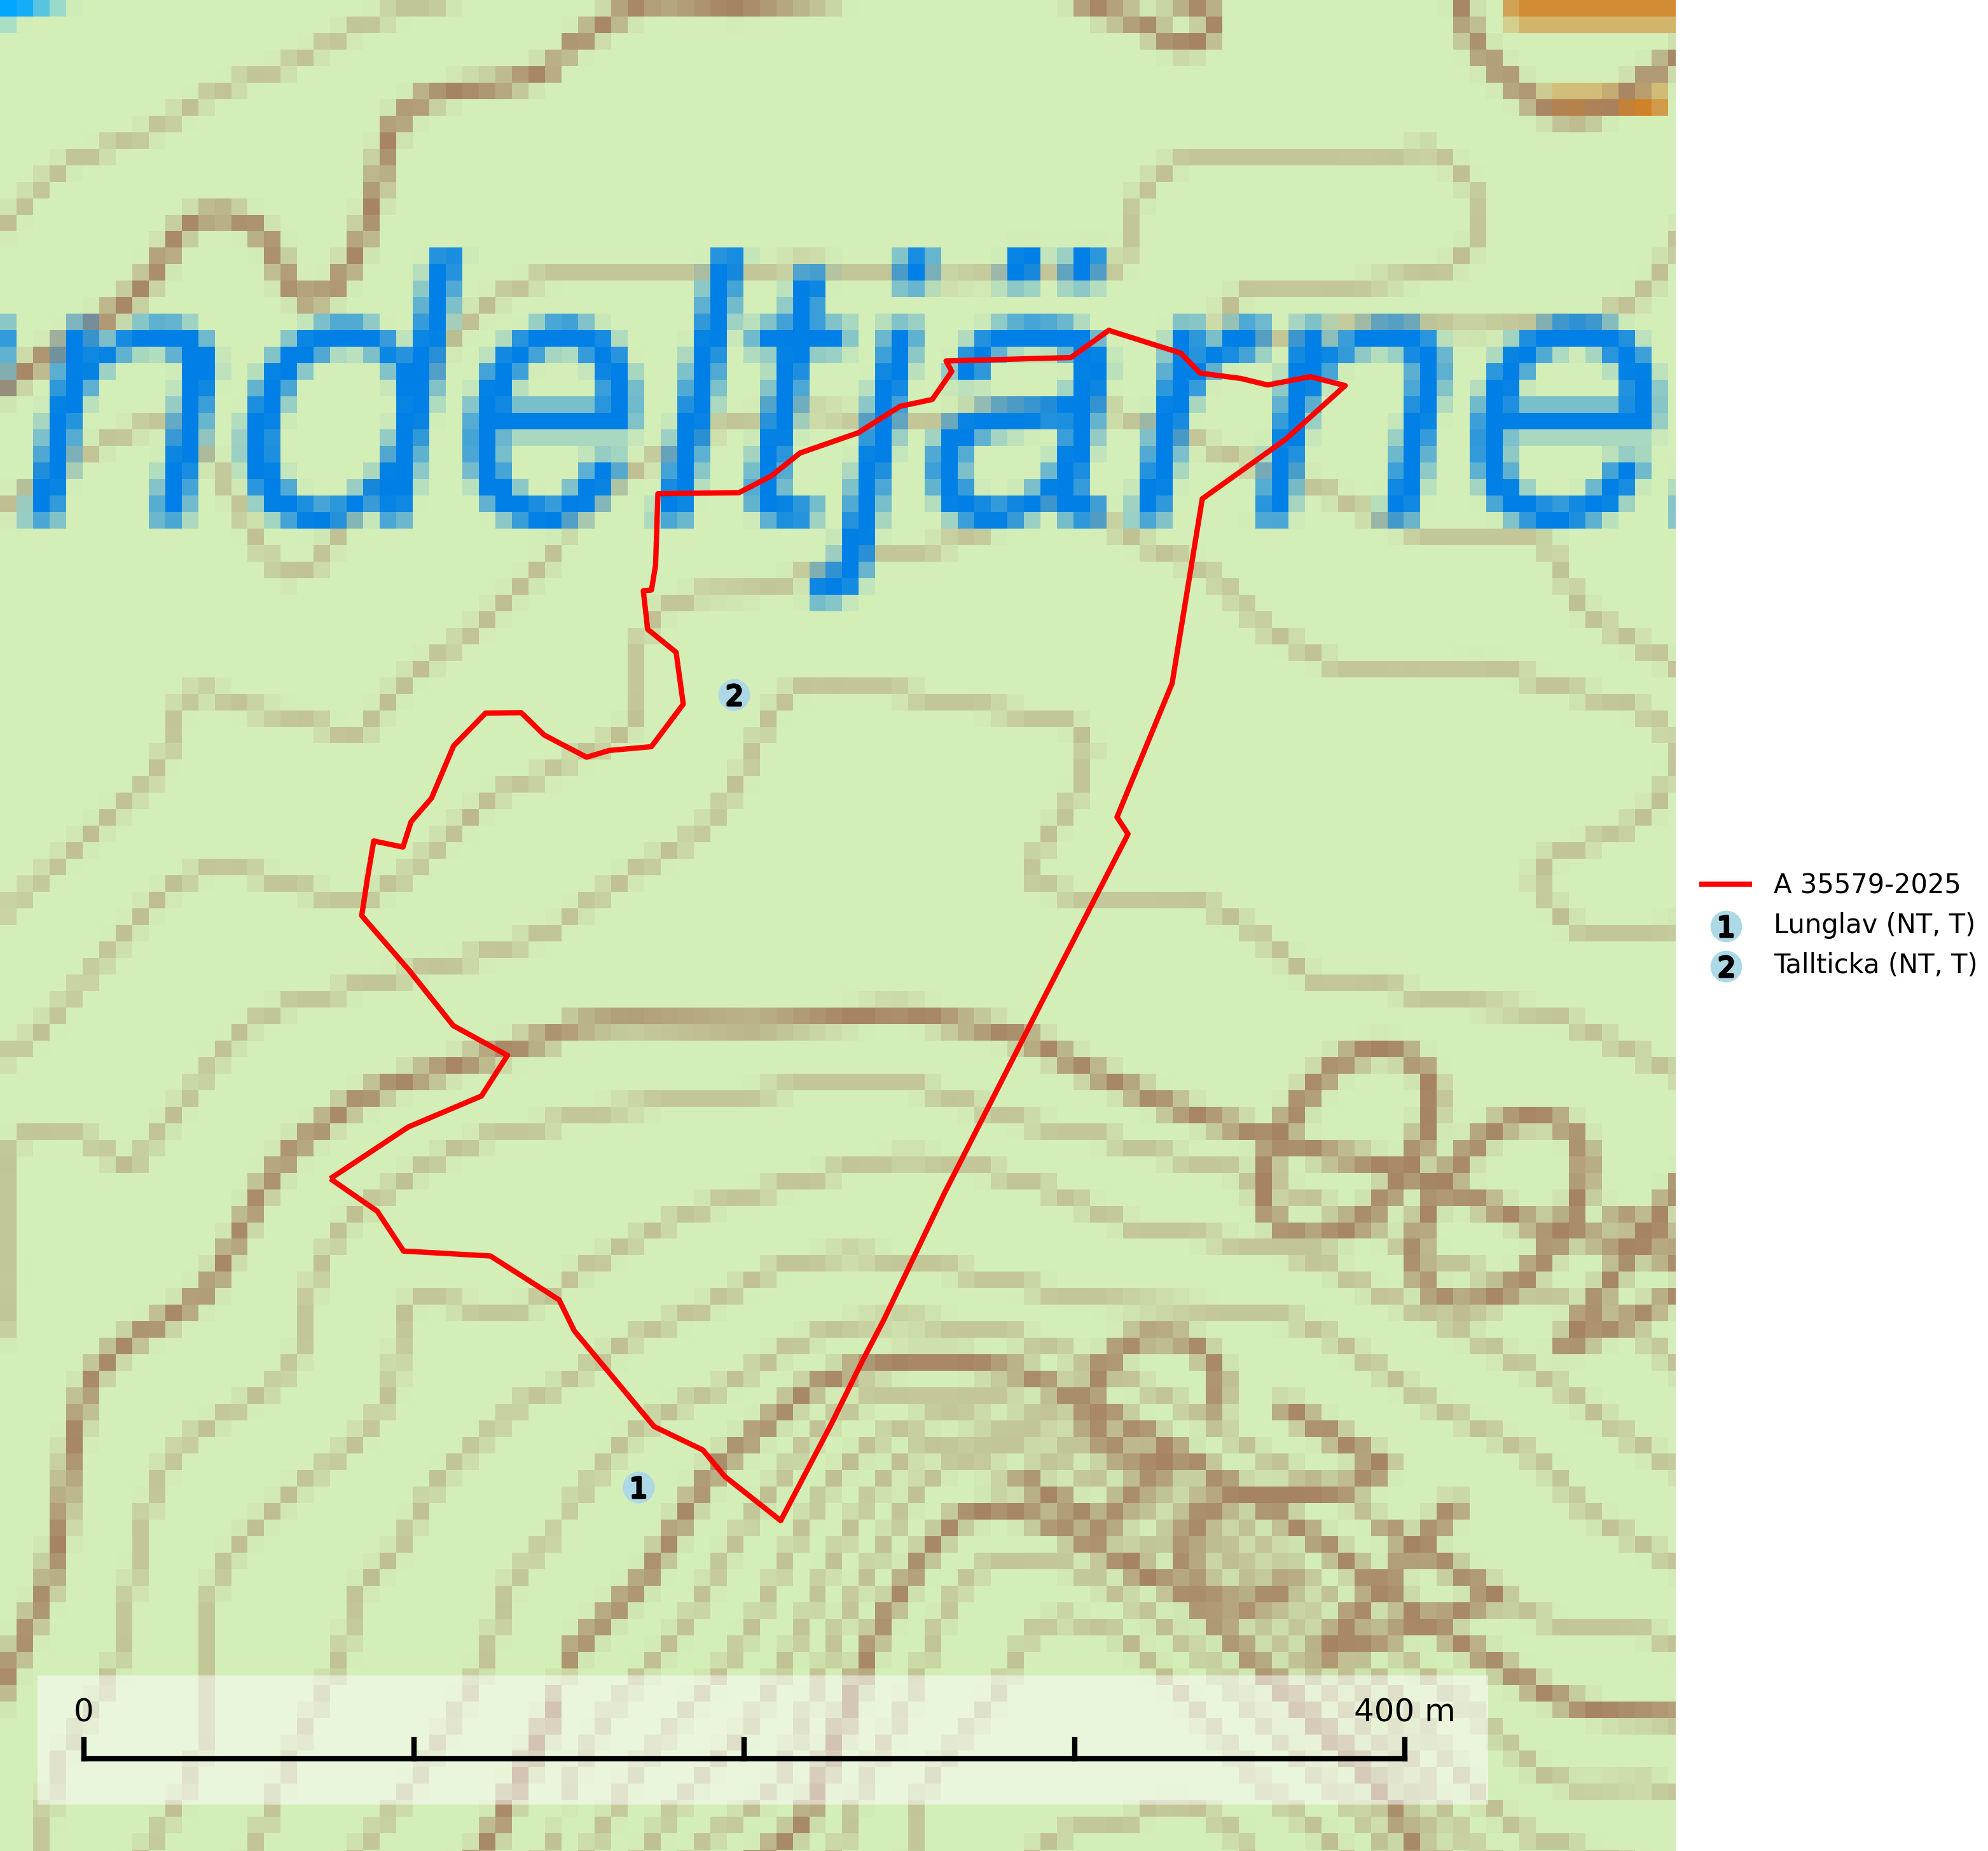 ndeltjärne
2
1
0 400 m
A 35579-2025
1 Lunglav (NT, T)
2 Tallticka (NT, T)